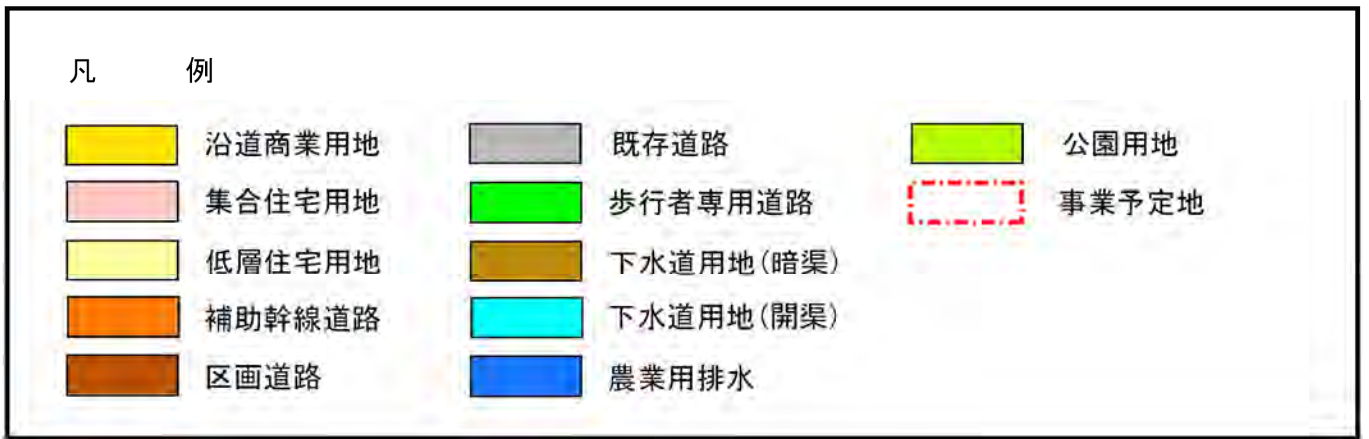 凡 例
沿道商業用地
集合住宅用地
低層住宅用地
補助幹線道路
区画道路
既存道路
歩行者専用道路
下水道用地(暗渠)
下水道用地(開渠)
農業用排水
公園用地
事業予定地